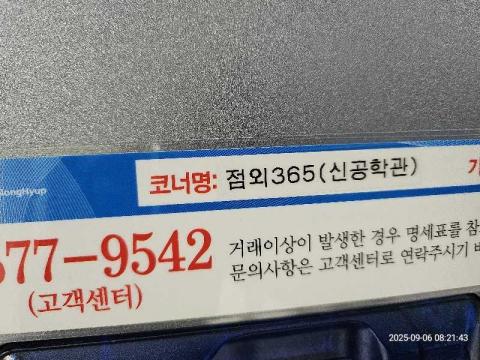 코너명: 점외365(신공학관)
NongHyup
77-9542
(고객센터)
거래이상이 발생한 경우 명세표를 참
문의사항은 고객센터로 연락주시기
2025-09-06 08:21:43